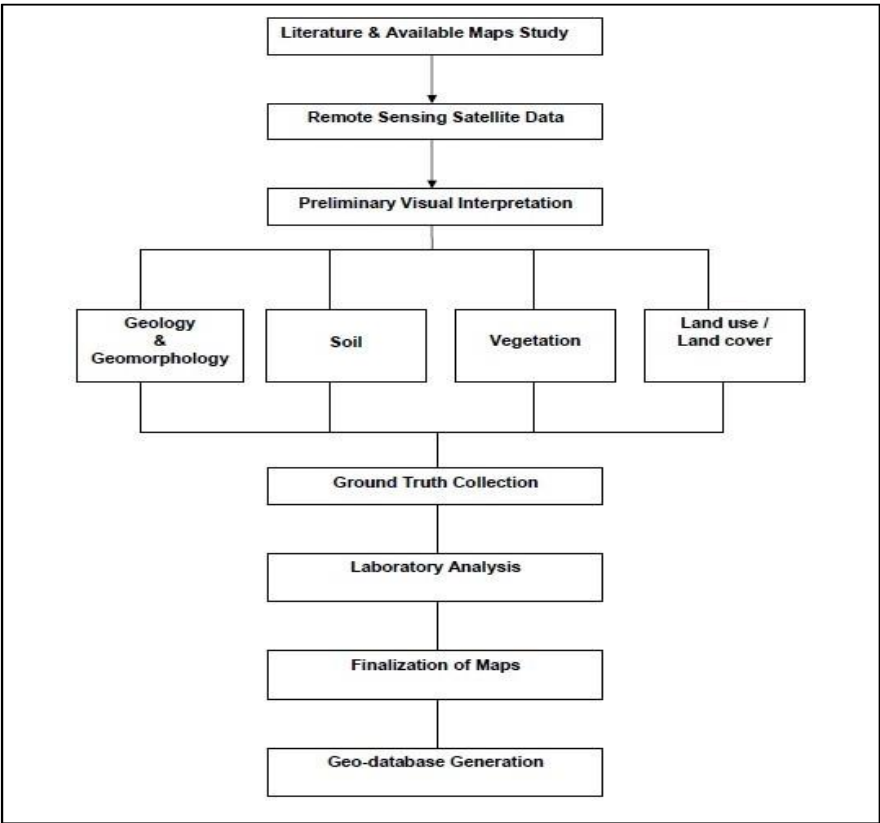 Literature & Available Maps Study
Remote Sensing Satellite Data
Preliminary Visual Interpretation
Geology
&
Geomorphology
Soil
Vegetation
Land use /
Land cover
Ground Truth Collection
Laboratory Analysis
Finalization of Maps
Geo-database Generation